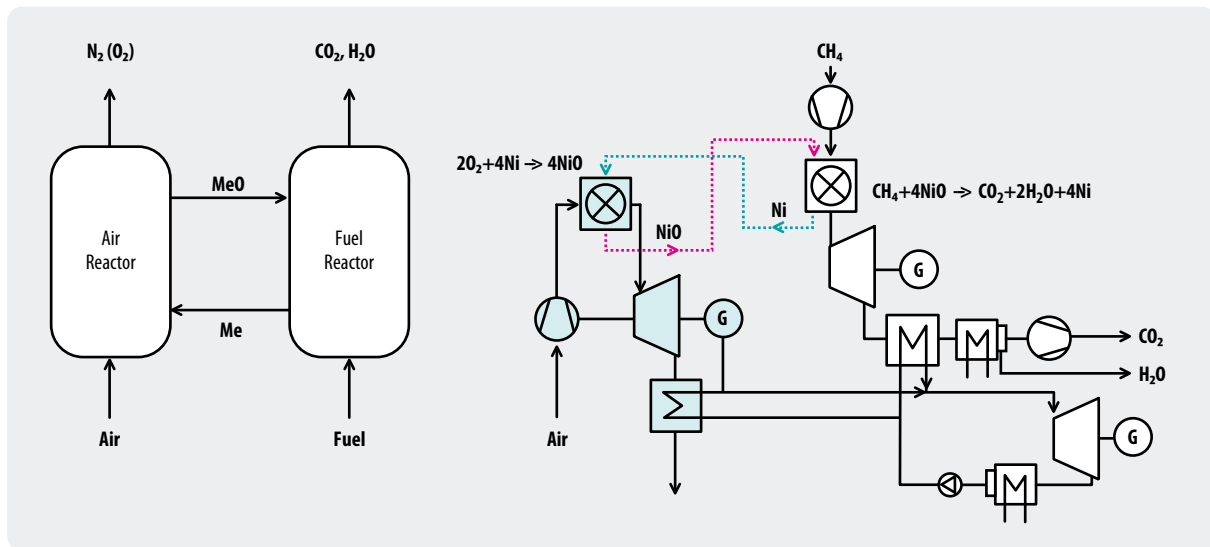 N₂ (O₂)
CO₂, H₂O
MeO
Air
Reactor
Fuel
Reactor
Me
Air
Fuel
CH₄
2O₂+4Ni -> 4NiO
CH₄+4NiO -> CO₂+2H₂O+4Ni
Ni
NiO
G
G
CO₂
H₂O
Air
G